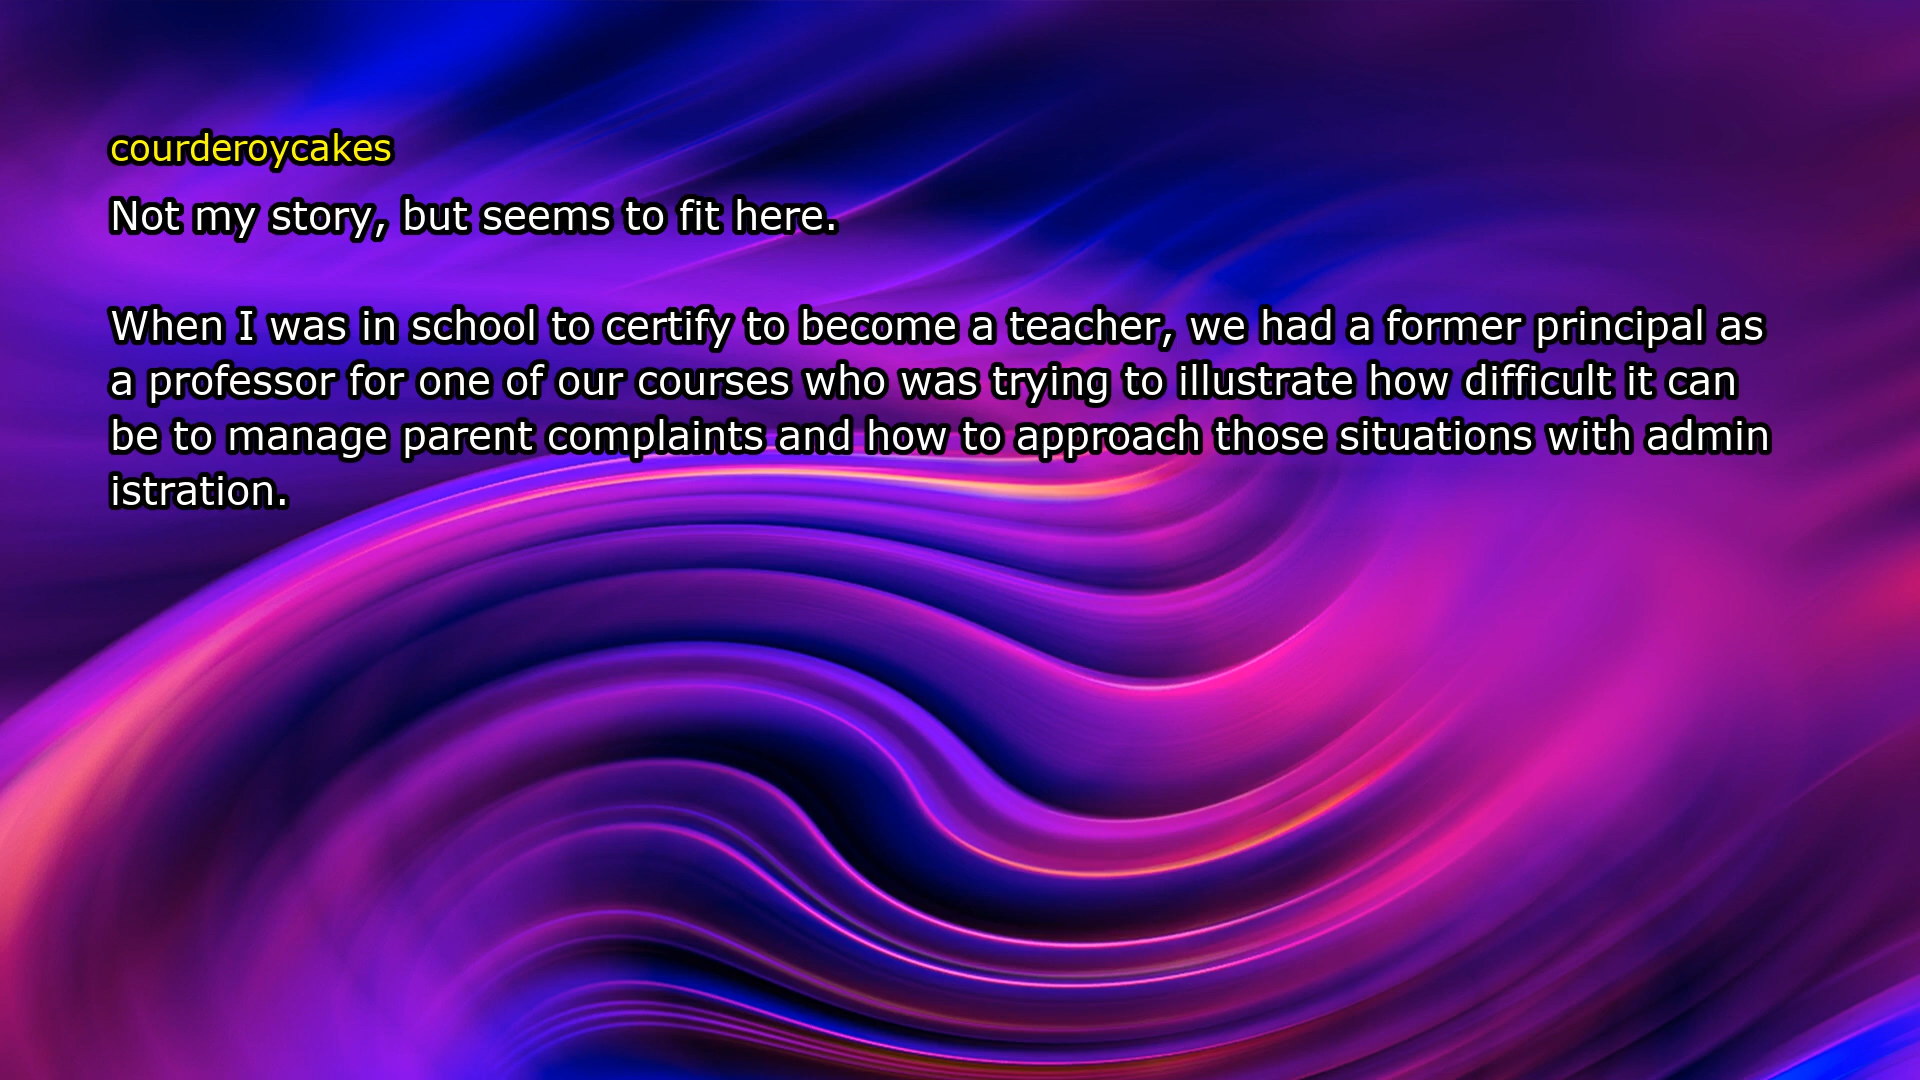 courderoycakes
Not my story, but seems to fit here.
When I was in school to certify to become a teacher, we had a former principal as
a professor for one of our courses who was trying to illustrate how difficult it can
be to manage parent complaints and how to approach those situations with admin
istration.